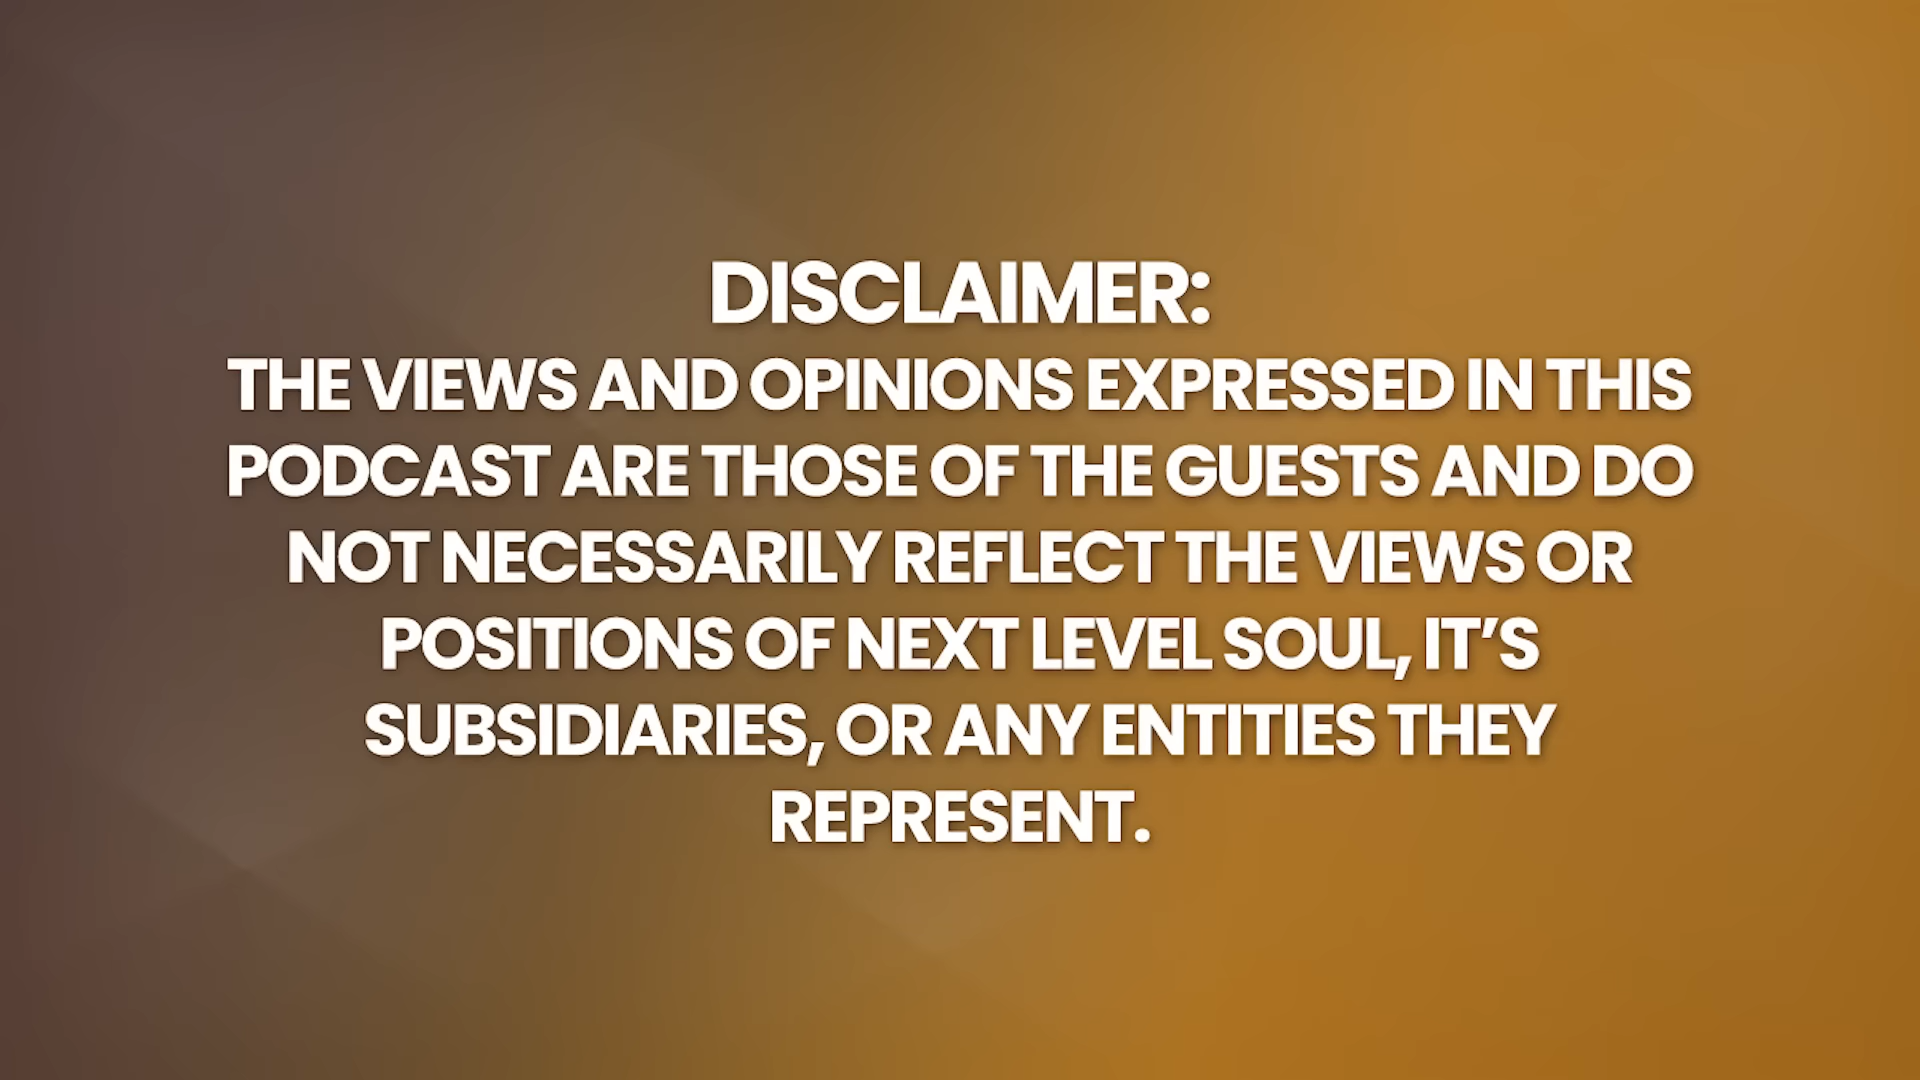 DISCLAIMER:
THE VIEWS AND OPINIONS EXPRESSED IN THIS
PODCAST ARE THOSE OF THE GUESTS AND DO
NOT NECESSARILY REFLECT THE VIEWS OR
POSITIONS OF NEXT LEVEL SOUL, IT’S
SUBSIDIARIES, OR ANY ENTITIES THEY
REPRESENT.